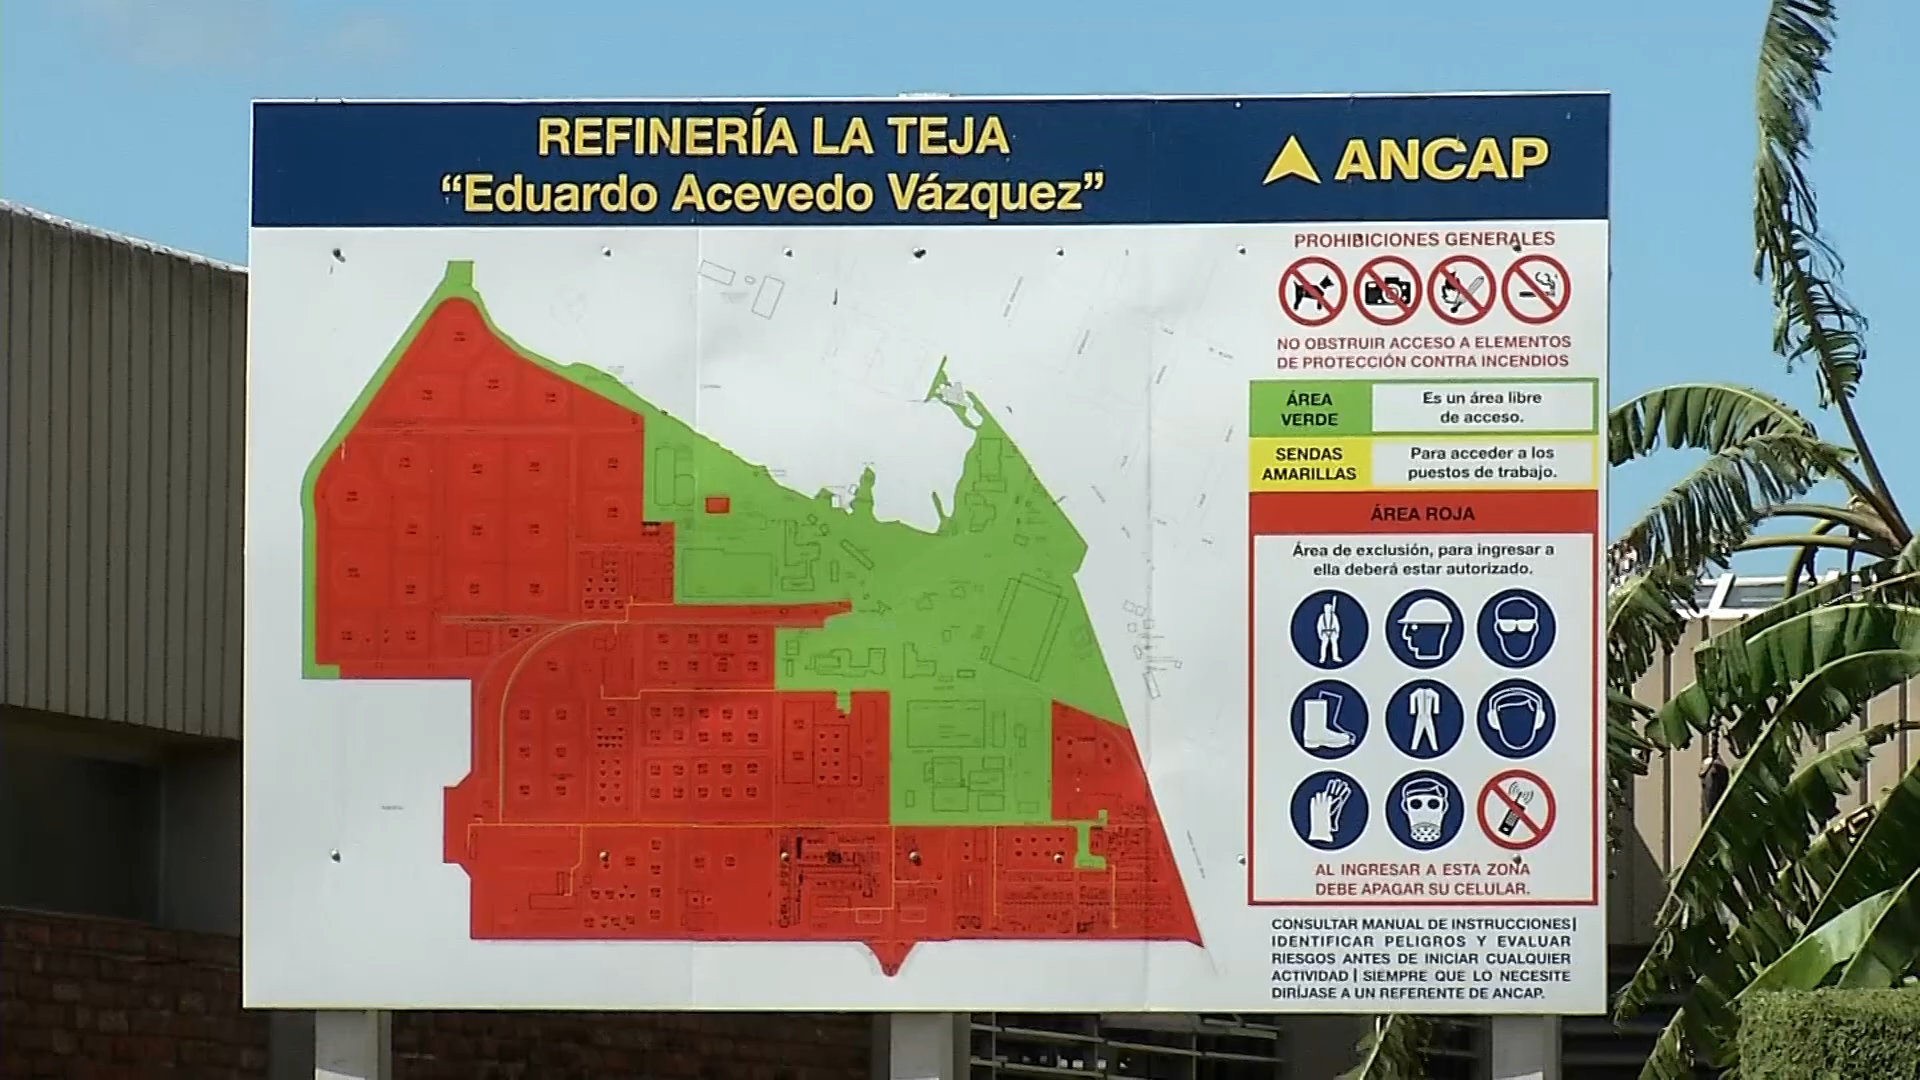 REFINERÍA LA TEJA
“Eduardo Acevedo Vázquez”
ANCAP
PROHIBICIONES GENERALES
NO OBSTRUIR ACCESO A ELEMENTOS
DE PROTECCIÓN CONTRA INCENDIOS
ÁREA
VERDE
Es un área libre
de acceso.
SENDAS
AMARILLAS
Para acceder a los
puestos de trabajo.
ÁREA ROJA
Área de exclusión, para ingresar a
ella deberá estar autorizado.
AL INGRESAR A ESTA ZONA
DEBE APAGAR SU CELULAR.
CONSULTAR MANUAL DE INSTRUCCIONES|
IDENTIFICAR PELIGROS Y EVALUAR
RIESGOS ANTES DE INICIAR CUALQUIER
ACTIVIDAD | SIEMPRE QUE LO NECESITE
DIRÍJASE A UN REFERENTE DE ANCAP.